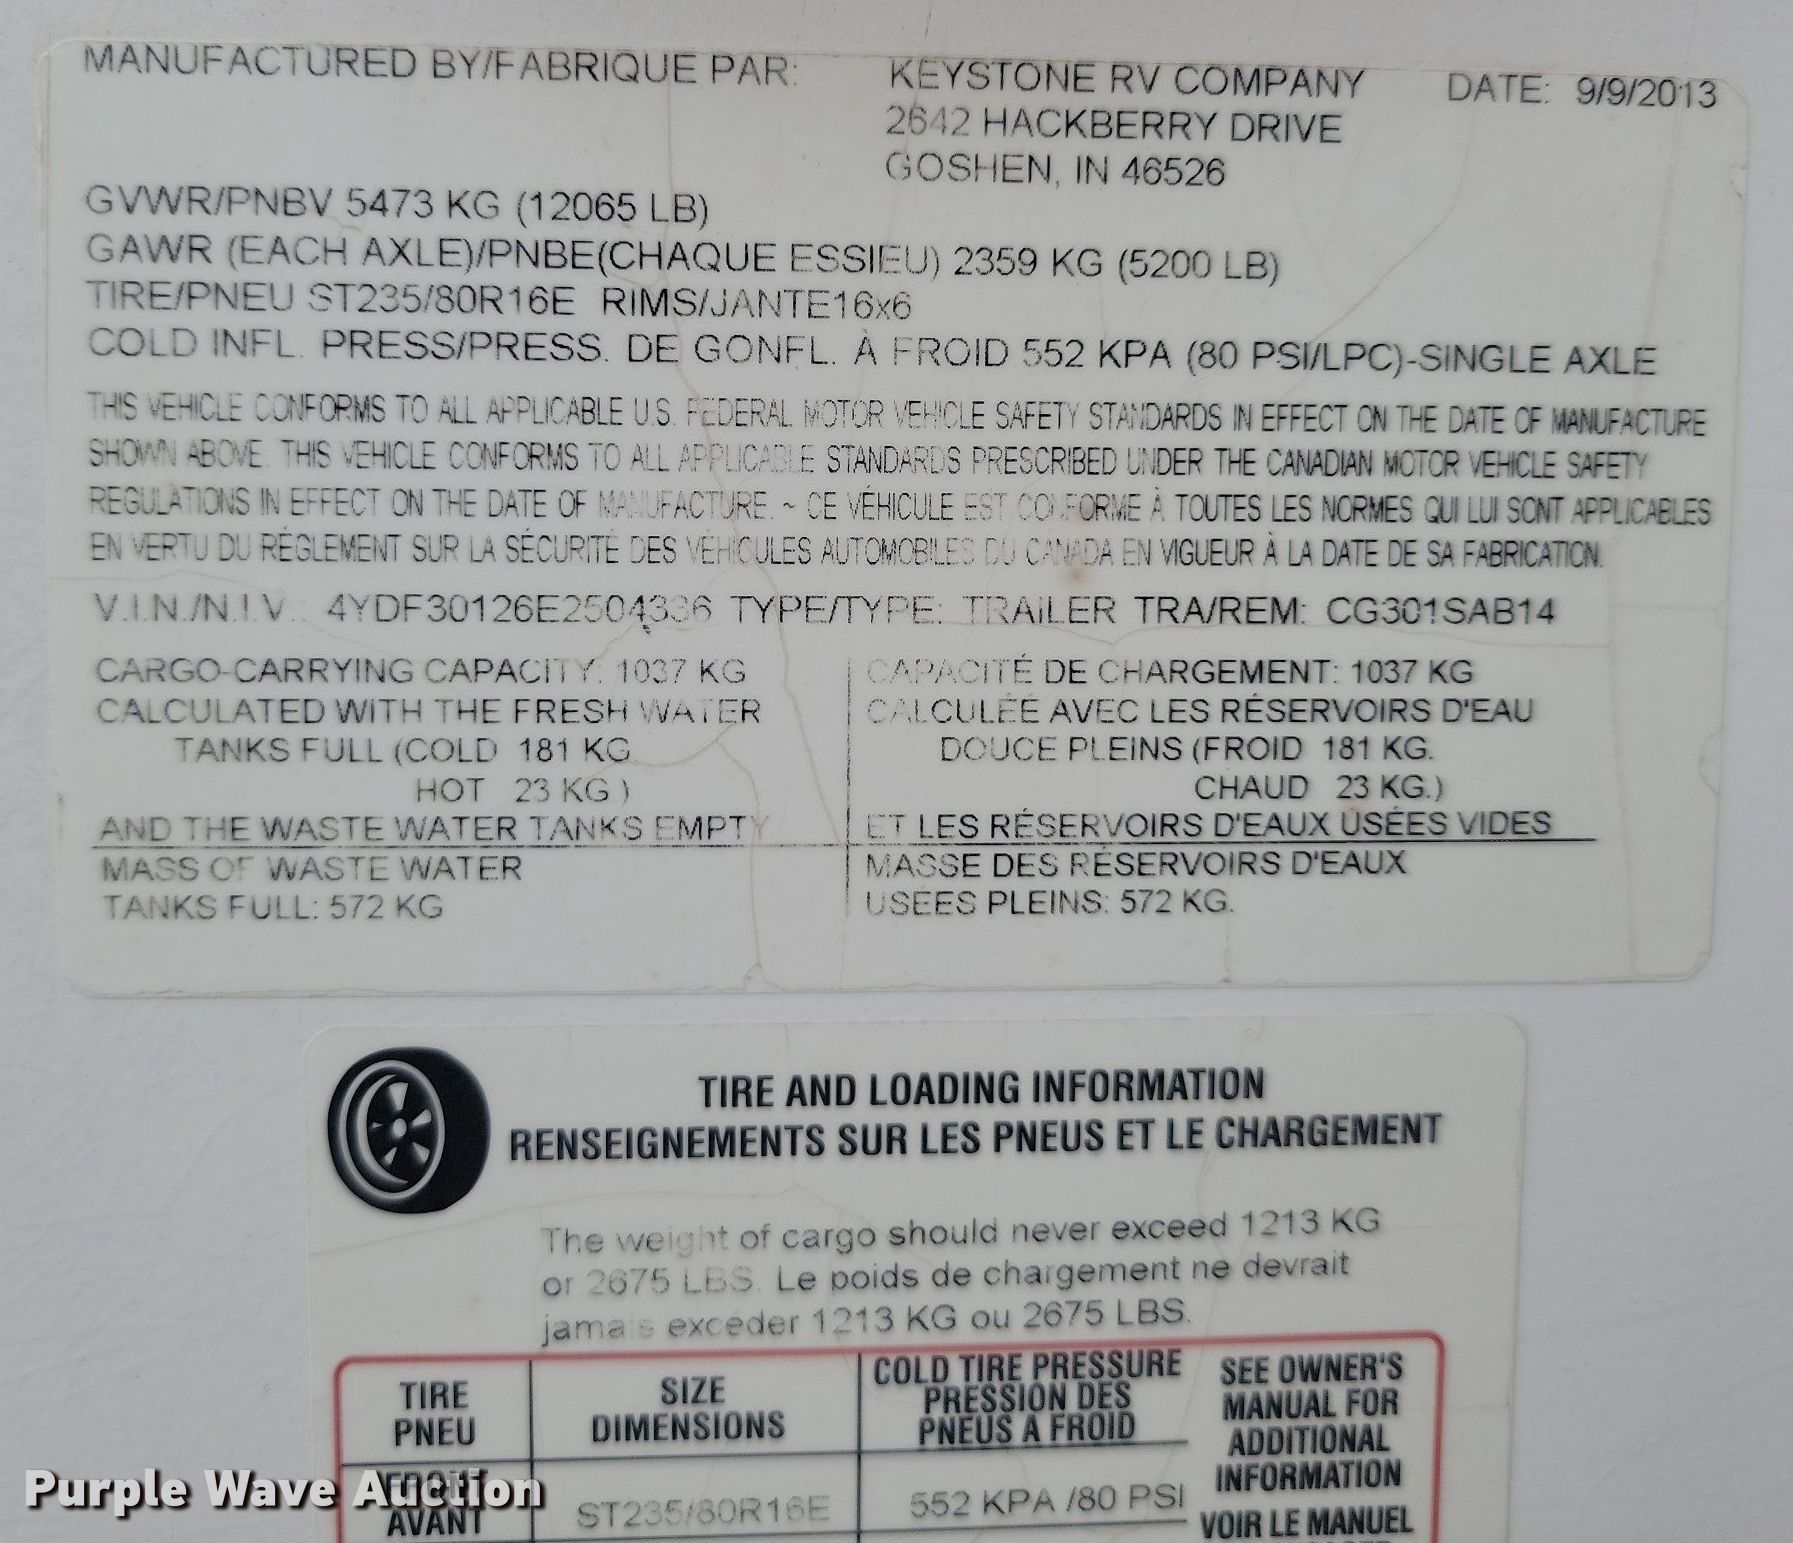 MANUFACTURED BY/FABRIQUE PAR: KEYSTONE RV COMPANY DATE: 9/9/2013
2642 HACKBERRY DRIVE
GOSHEN, IN 46526
GVWR/PNBV 5473 KG (12065 LB)
GAWR (EACH AXLE)/PNBE(CHAQUE ESSIEU) 2359 KG (5200 LB)
TIRE/PNEU ST235/80R16E RIMS/JANTE16x6
COLD INFL. PRESS/PRESS. DE GONFL. À FROID 552 KPA (80 PSI/LPC)-SINGLE AXLE
THIS VEHICLE CONFORMS TO ALL APPLICABLE U.S. FEDERAL MOTOR VEHICLE SAFETY STANDARDS IN EFFECT ON THE DATE OF MANUFACTURE
SHOWN ABOVE. THIS VEHICLE CONFORMS TO ALL APPLICABLE STANDARDS PRESCRIBED UNDER THE CANADIAN MOTOR VEHICLE SAFETY
REGULATIONS IN EFFECT ON THE DATE OF MANUFACTURE. ~ CE VÉHICULE EST CONFORME À TOUTES LES NORMES QUI LUI SONT APPLICABLES
EN VERTU DU RÈGLEMENT SUR LA SÉCURITÉ DES VÉHICULES AUTOMOBILES DU CANADA EN VIGUEUR À LA DATE DE SA FABRICATION.
V.I.N./N.I.V.: 4YDF30126E2504336 TYPE/TYPE: TRAILER TRA/REM: CG301SAB14
CARGO-CARRYING CAPACITY: 1037 KG
CALCULATED WITH THE FRESH WATER
TANKS FULL (COLD 181 KG.
HOT 23 KG )
AND THE WASTE WATER TANKS EMPTY
MASS OF WASTE WATER
TANKS FULL: 572 KG
CAPACITÉ DE CHARGEMENT: 1037 KG
CALCULÉE AVEC LES RÉSERVOIRS D'EAU
DOUCE PLEINS (FROID 181 KG.
CHAUD 23 KG.)
ET LES RÉSERVOIRS D'EAUX USÉES VIDES
MASSE DES RÉSERVOIRS D'EAUX
USÉES PLEINS: 572 KG.
TIRE AND LOADING INFORMATION
RENSEIGNEMENTS SUR LES PNEUS ET LE CHARGEMENT
The weight of cargo should never exceed 1213 KG
or 2675 LBS. Le poids de chargement ne devrait
jamais excéder 1213 KG ou 2675 LBS.
TIRE
PNEU
SIZE
DIMENSIONS
COLD TIRE PRESSURE
PRESSION DES
PNEUS A FROID
SEE OWNER'S
MANUAL FOR
ADDITIONAL
INFORMATION
VOIR LE MANUEL
FRONT
AVANT
ST235/80R16E
552 KPA /80 PSI
Purple Wave Auction